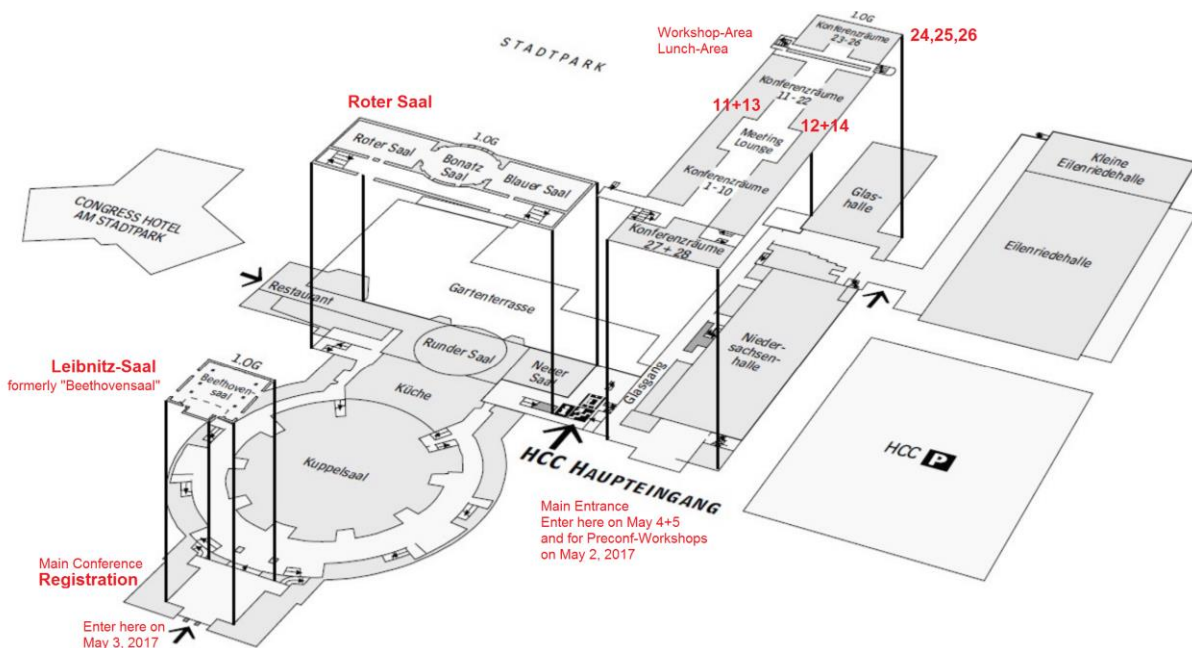 1.OG
Konferenzräume
23-26
24,25,26
Workshop-Area
Lunch-Area
STADTPARK
Konferenzräume
11 - 22
11+13
12+14
Meeting
Lounge
Konferenzräume
1 - 10
Konferenzräume
27 + 28
Roter Saal
1.OG
Roter Saal
Bonatz
Saal
Blauer Saal
Glas-
halle
Kleine
Eilenriedehalle
Eilenriedehalle
CONGRESS HOTEL
AM STADTPARK
Restaurant
Gartenterrasse
Runder Saal
Neuer
Saal
Glasgang
Nieder-
sachsen-
halle
Leibnitz-Saal
formerly "Beethovensaal"
1.OG
Beethoven-
saal
Küche
Kuppelsaal
HCC HAUPTEINGANG
HCC P
Main Entrance
Enter here on May 4+5
and for Preconf-Workshops
on May 2, 2017
Main Conference
Registration
Enter here on
May 3, 2017